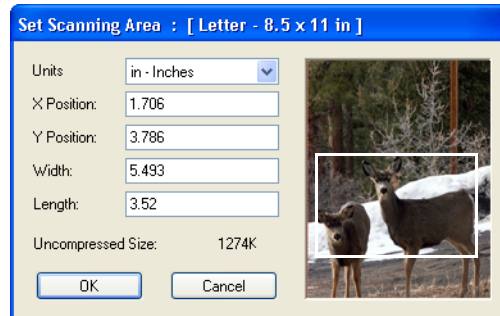 Set Scanning Area : [ Letter - 8.5 x 11 in ]
Units in - Inches
X Position: 1.706
Y Position: 3.786
Width: 5.493
Length: 3.52
Uncompressed Size: 1274K
OK Cancel